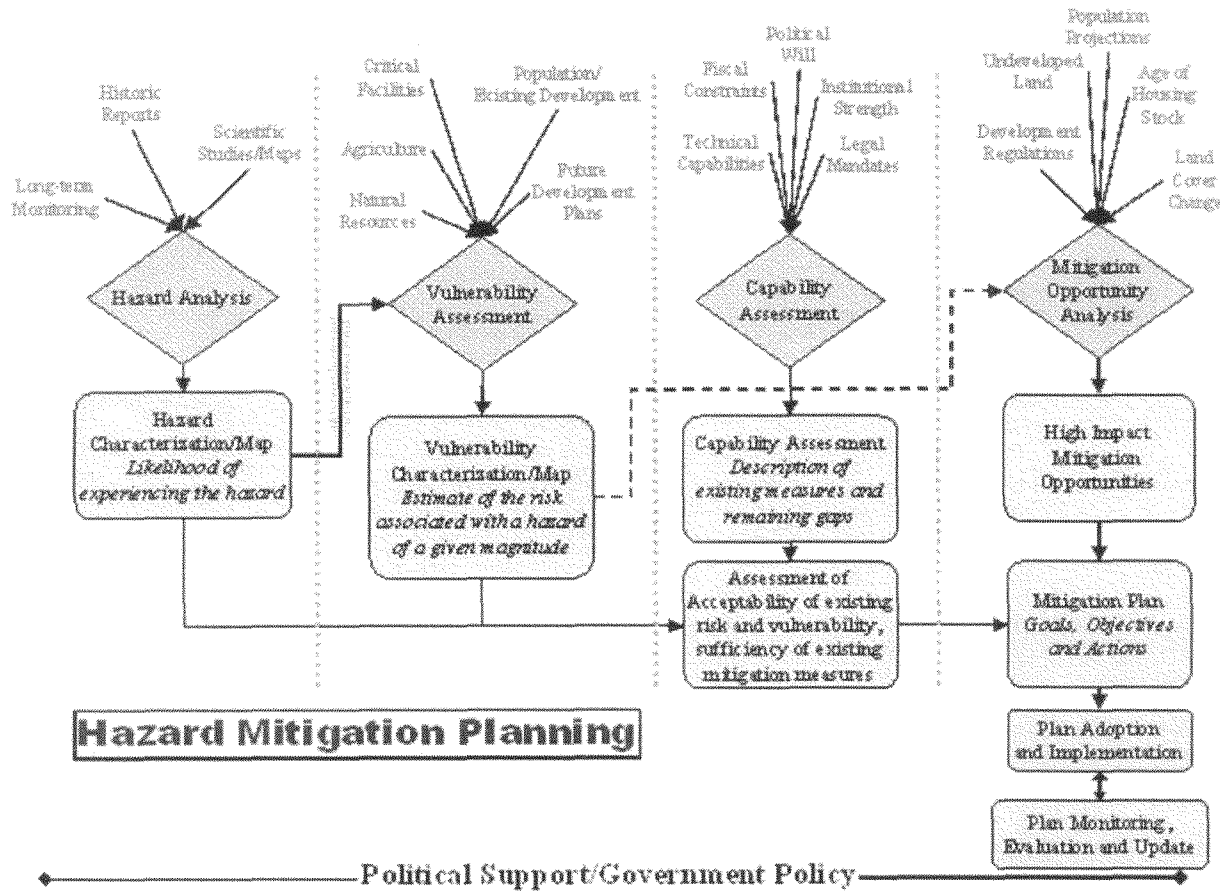 Historic
Reports
Scientific
Studies/Maps
Long-term
Monitoring
Hazard Analysis
Hazard
Characterization/Map
Likelihood of
experiencing the hazard
Critical
Facilities
Population/
Existing Development
Agriculture
Natural
Resources
Future
Development
Plans
Vulnerability
Assessment
Vulnerability
Characterization/Map
Estimate of the risk
associated with a hazard
of a given magnitude
Political
Will
Fiscal
Constraints
Institutional
Strength
Technical
Capabilities
Legal
Mandates
Capability
Assessment
Capability Assessment
Description of
existing measures and
remaining gaps
Assessment of
Acceptability of existing
risk and vulnerability,
sufficiency of existing
mitigation measures
Population
Projections
Undeveloped
Land
Age of
Housing
Stock
Development
Regulations
Land
Cover
Change
Mitigation
Opportunity
Analysis
High Impact
Mitigation
Opportunities
Mitigation Plan
Goals, Objectives
and Actions
Plan Adoption
and Implementation
Plan Monitoring,
Evaluation and Update
Hazard Mitigation Planning
Political Support/Government Policy